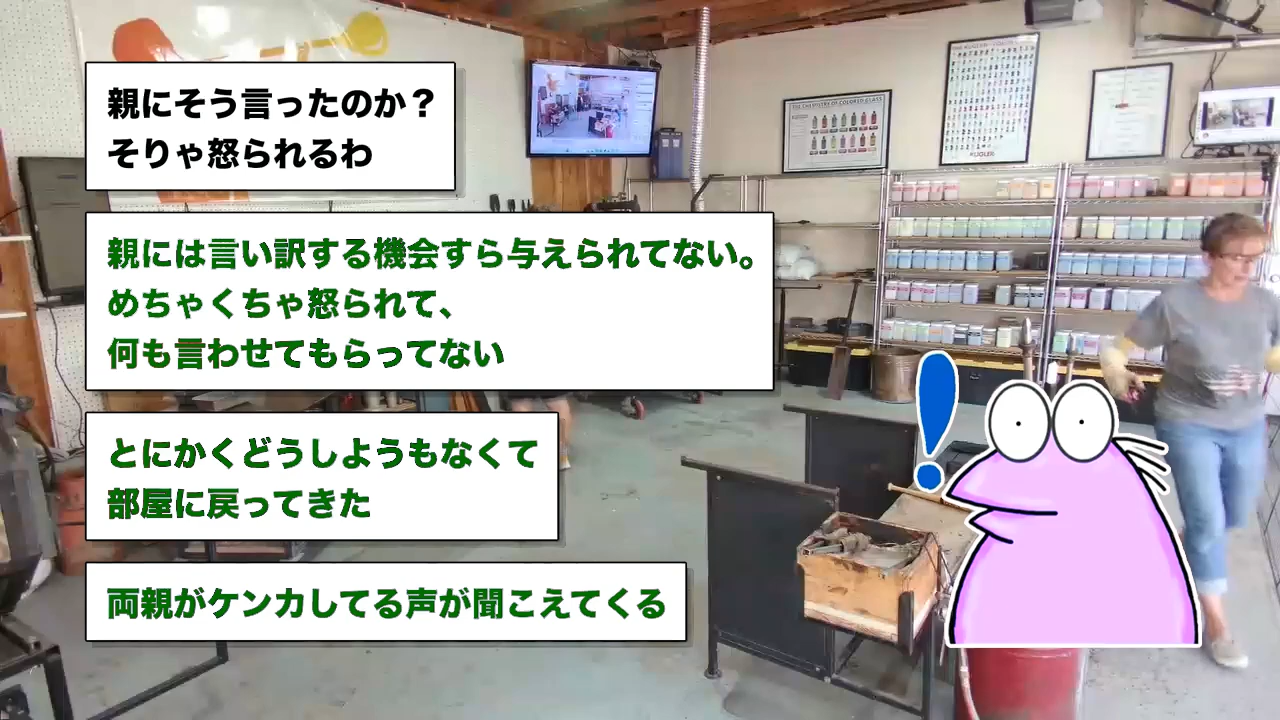 親にそう言ったのか？
そりゃ怒られるわ
親には言い訳する機会すら与えられてない。
めちゃくちゃ怒られて、
何も言わせてもらってない
とにかくどうしようもなくて
部屋に戻ってきた
両親がケンカしてる声が聞こえてくる
THE CHEMISTRY OF COLORED GLASS